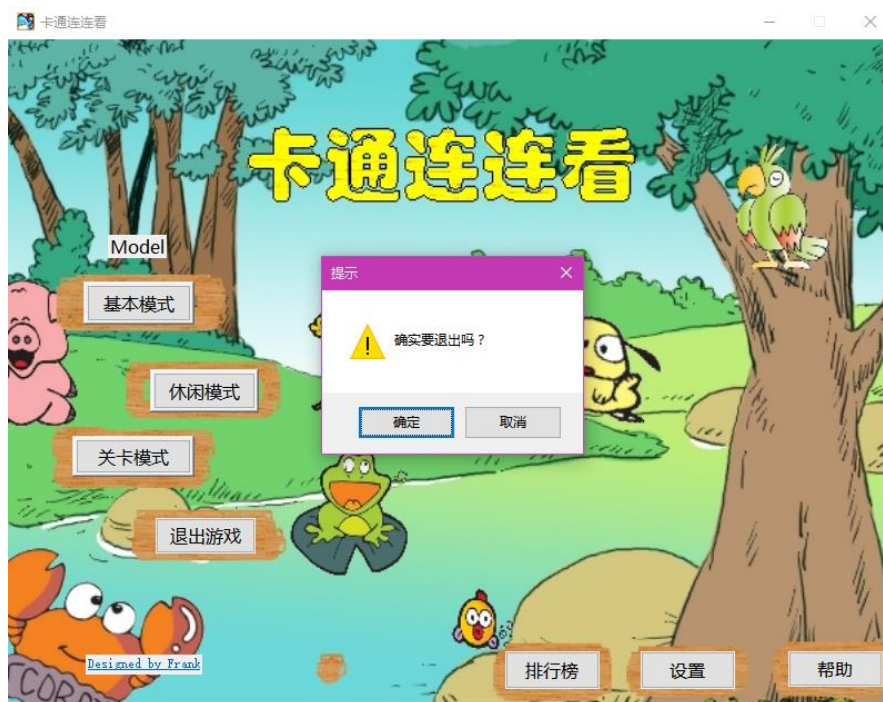 卡通连连看
卡通连连看
Model
基本模式
休闲模式
关卡模式
退出游戏
提示
确实要退出吗？
确定
取消
Designed by Frank
排行榜
设置
帮助